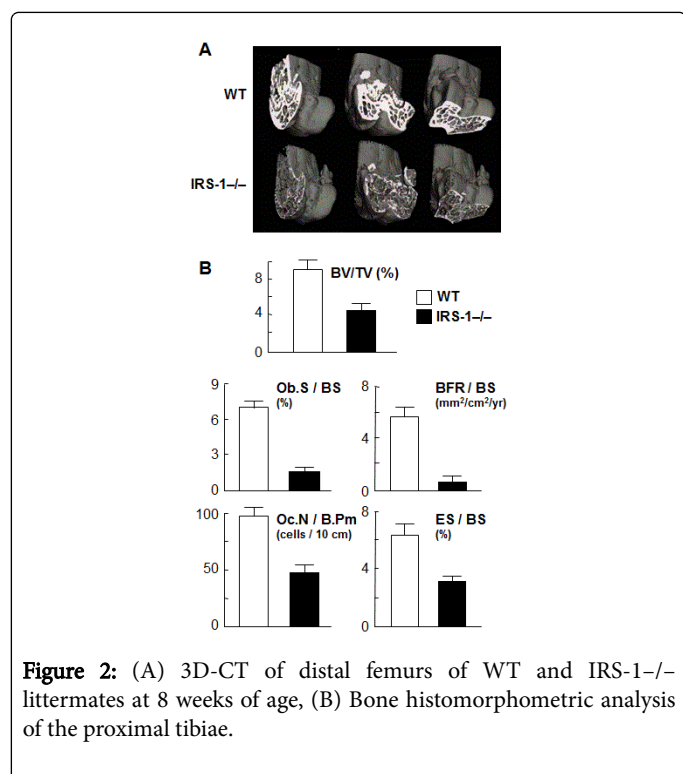 A
WT
IRS-1–/–
B
BV/TV (%)
8
4
0
WT
IRS-1–/–
Ob.S / BS
(%)
9
6
3
0
BFR / BS
(mm²/cm²/yr)
8
4
0
Oc.N / B.Pm
(cells / 10 cm)
100
50
0
ES / BS
(%)
8
4
0
Figure 2: (A) 3D-CT of distal femurs of WT and IRS-1–/–
littermates at 8 weeks of age, (B) Bone histomorphometric analysis
of the proximal tibiae.